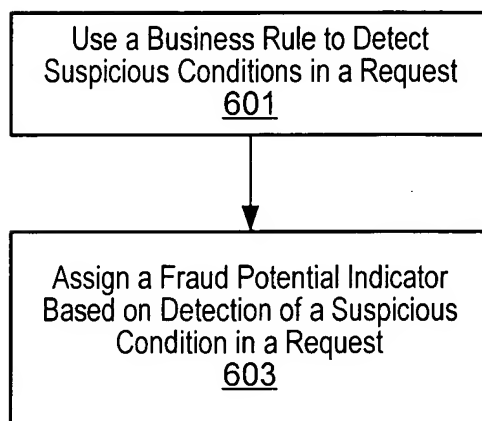 Use a Business Rule to Detect
Suspicious Conditions in a Request
601
Assign a Fraud Potential Indicator
Based on Detection of a Suspicious
Condition in a Request
603